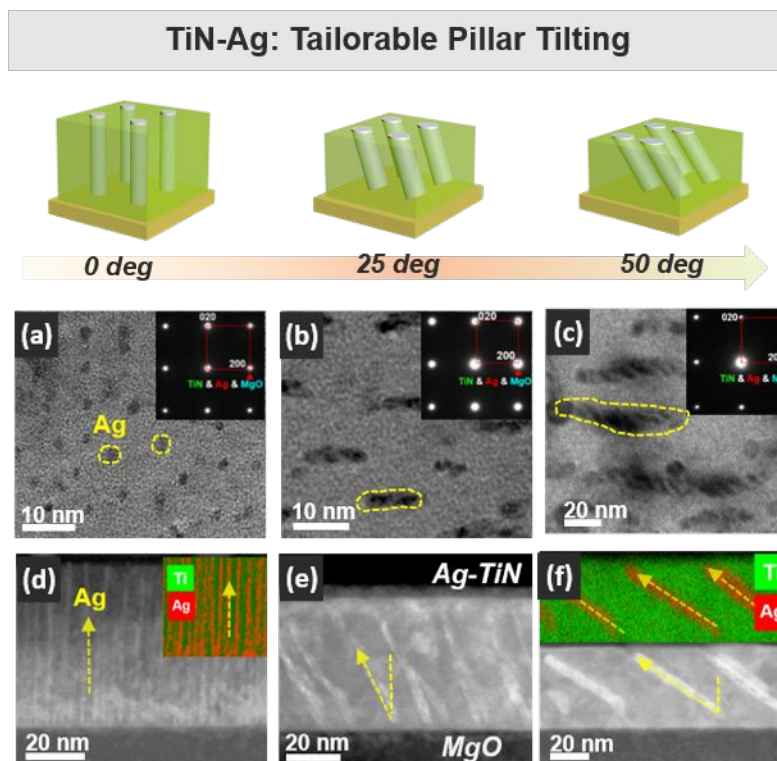 TiN-Ag: Tailorable Pillar Tilting
0 deg
25 deg
50 deg
(a)
020
200
TiN & Ag & MgO
Ag
10 nm
(b)
020
200
TiN & Ag & MgO
10 nm
(c)
020
200
TiN & Ag & M
20 nm
(d)
Ti
Ag
Ag
20 nm
(e)
Ag-TiN
20 nm
MgO
(f)
T
Ag
20 nm